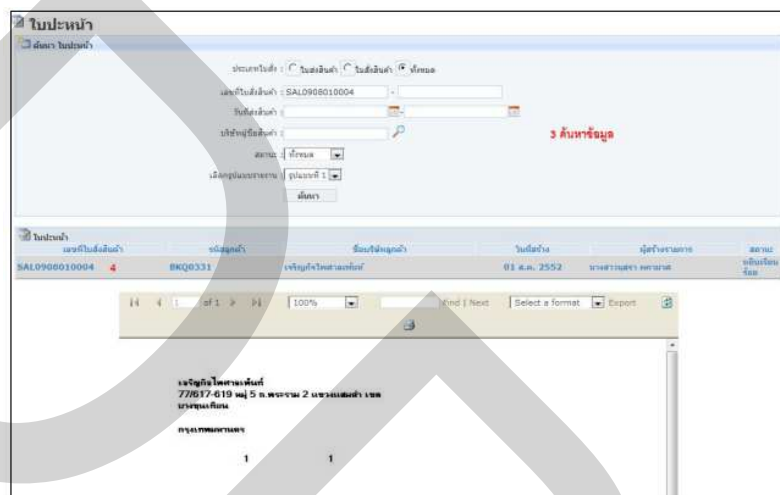 ใบปะหน้า
ค้นหา ใบปะหน้า
ประเภทใบสั่ง : ใบส่งสินค้า ใบสั่งสินค้า ทั้งหมด
เลขที่ใบสั่งสินค้า : SAL0908010004 -
วันที่ส่งสินค้า : -
บริษัทผู้ซื้อสินค้า :
3 ค้นหาข้อมูล
สถานะ : ทั้งหมด
เลือกรูปแบบรายงาน : รูปแบบที่ 1
ค้นหา
ใบปะหน้า
เลขที่ใบสั่งสินค้า รหัสลูกค้า ชื่อบริษัทลูกค้า วันที่สร้าง ผู้สร้างรายการ สถานะ
SAL0908010004 4 BKQ0331 เจริญกิจไพศาลเพ้นท์ 01 ส.ค. 2552 หยิบเรียบร้อย
1 of 1 100% Find | Next Select a format Export
เจริญกิจไพศาลเพ้นท์
77/617-619 หมู่ 5 ถ.พระราม 2 แขวงแสมดำ เขต
บางขุนเทียน
กรุงเทพมหานคร
1 1